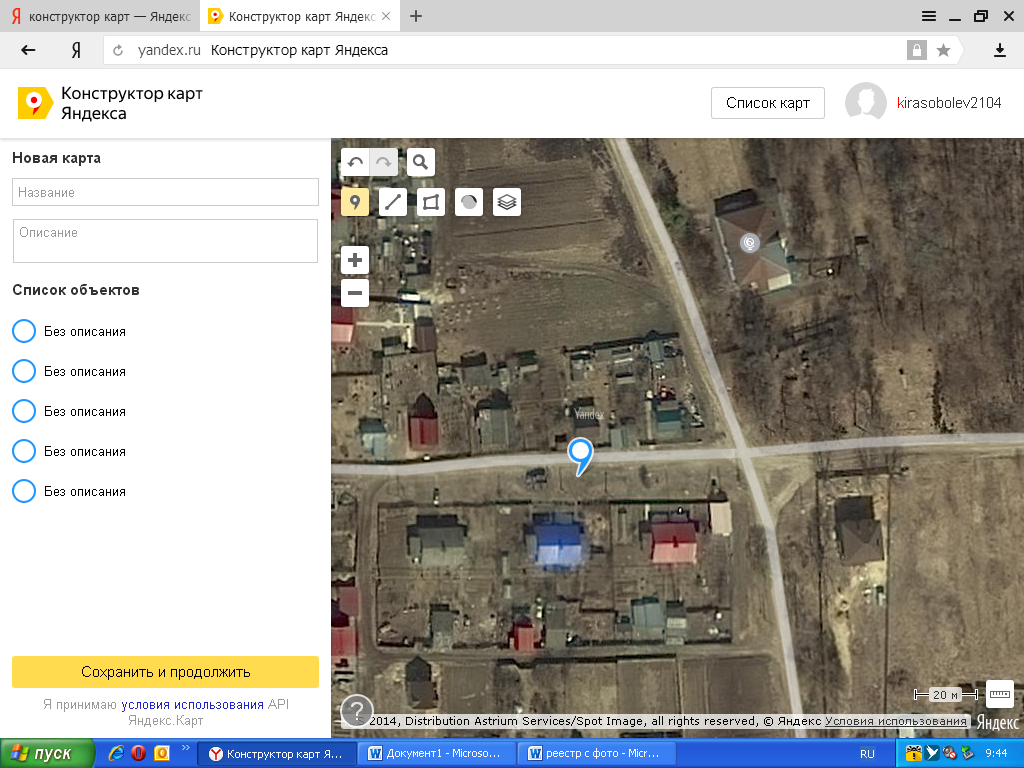 конструктор карт — Яндекс
Конструктор карт Яндекс
yandex.ru Конструктор карт Яндекса
Конструктор карт
Яндекса
Список карт
kirasobolev2104
Новая карта
Название
Описание
Список объектов
Без описания
Без описания
Без описания
Без описания
Без описания
Сохранить и продолжить
Я принимаю условия использования API
Яндекс.Карт
Yandex
20 м
?
2014, Distribution Astrium Services/Spot Image, all rights reserved, © Яндекс Условия использования
Яндекс
пуск
Конструктор карт Я...
Документ1 - Microso...
реестр с фото - Micr...
RU
9:44